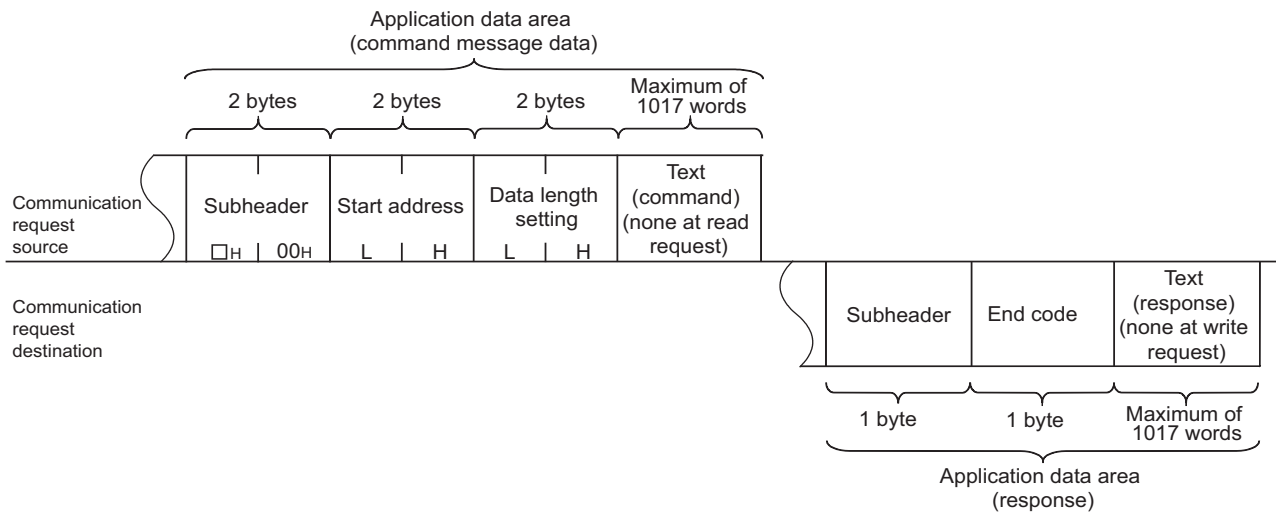 Application data area
(command message data)
2 bytes
2 bytes
2 bytes
Maximum of
1017 words
Communication
request
source
Subheader
□H
00H
Start address
L
H
Data length
setting
L
H
Text
(command)
(none at read
request)
Communication
request
destination
Subheader
End code
Text
(response)
(none at write
request)
1 byte
1 byte
Maximum of
1017 words
Application data area
(response)